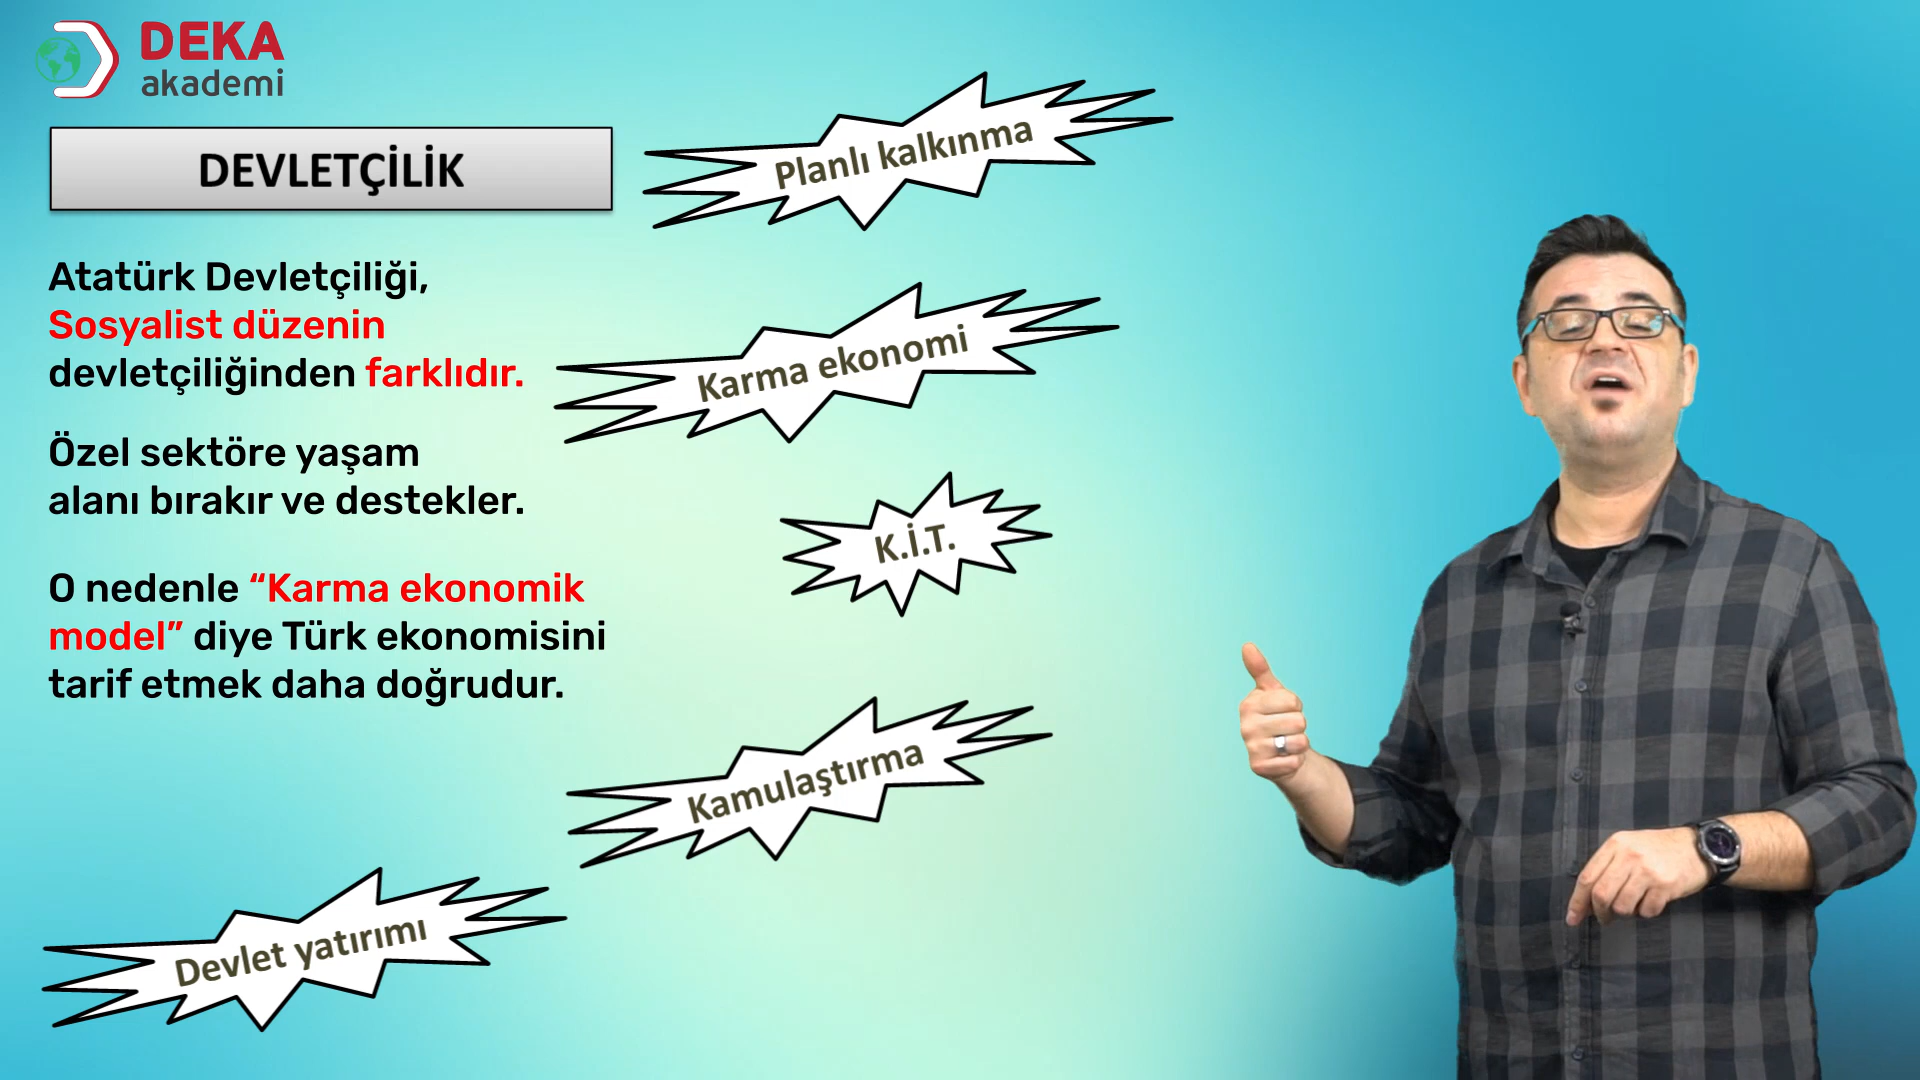 DEKA
akademi
DEVLETÇİLİK
Atatürk Devletçiliği,
Sosyalist düzenin
devletçiliğinden farklıdır.
Özel sektöre yaşam
alanı bırakır ve destekler.
O nedenle “Karma ekonomik
model” diye Türk ekonomisini
tarif etmek daha doğrudur.
Planlı kalkınma
Karma ekonomi
K.İ.T.
Kamulaştırma
Devlet yatırımı